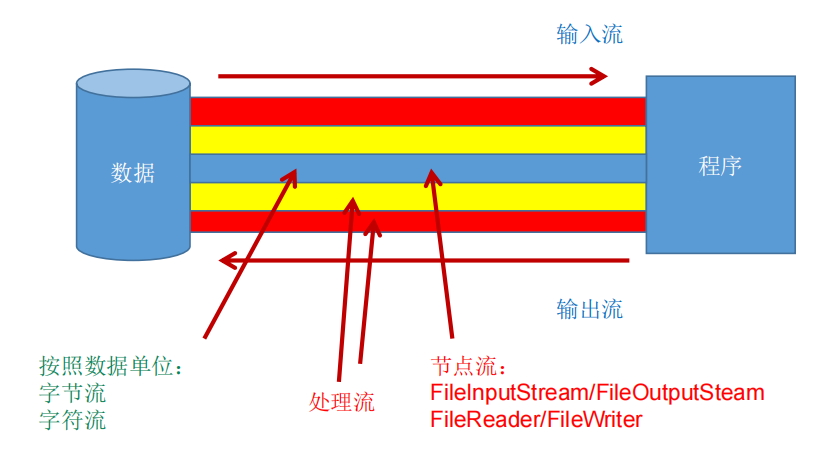 输入流
数据
程序
输出流
按照数据单位：
字节流
字符流
处理流
节点流：
FileInputStream/FileOutputSteam
FileReader/FileWriter